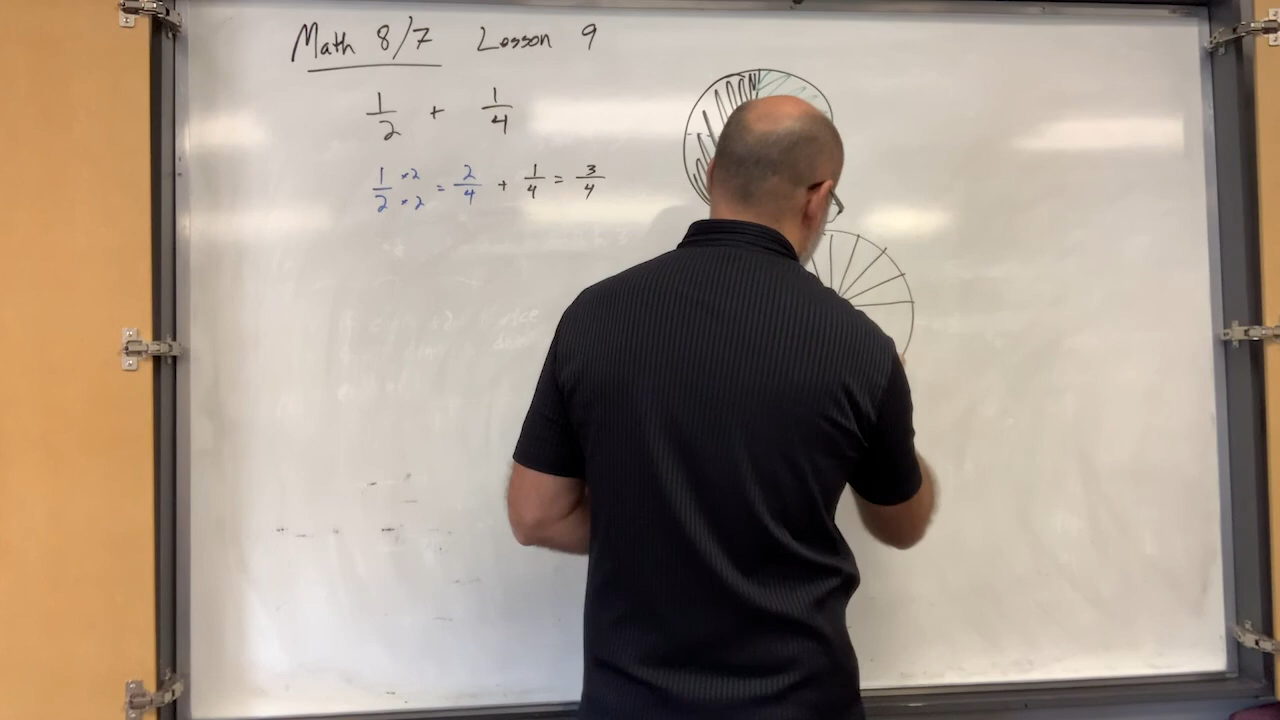 Math 8/7 Lesson 9
1/2 + 1/4
1/2 ×2/×2 = 2/4 + 1/4 = 3/4